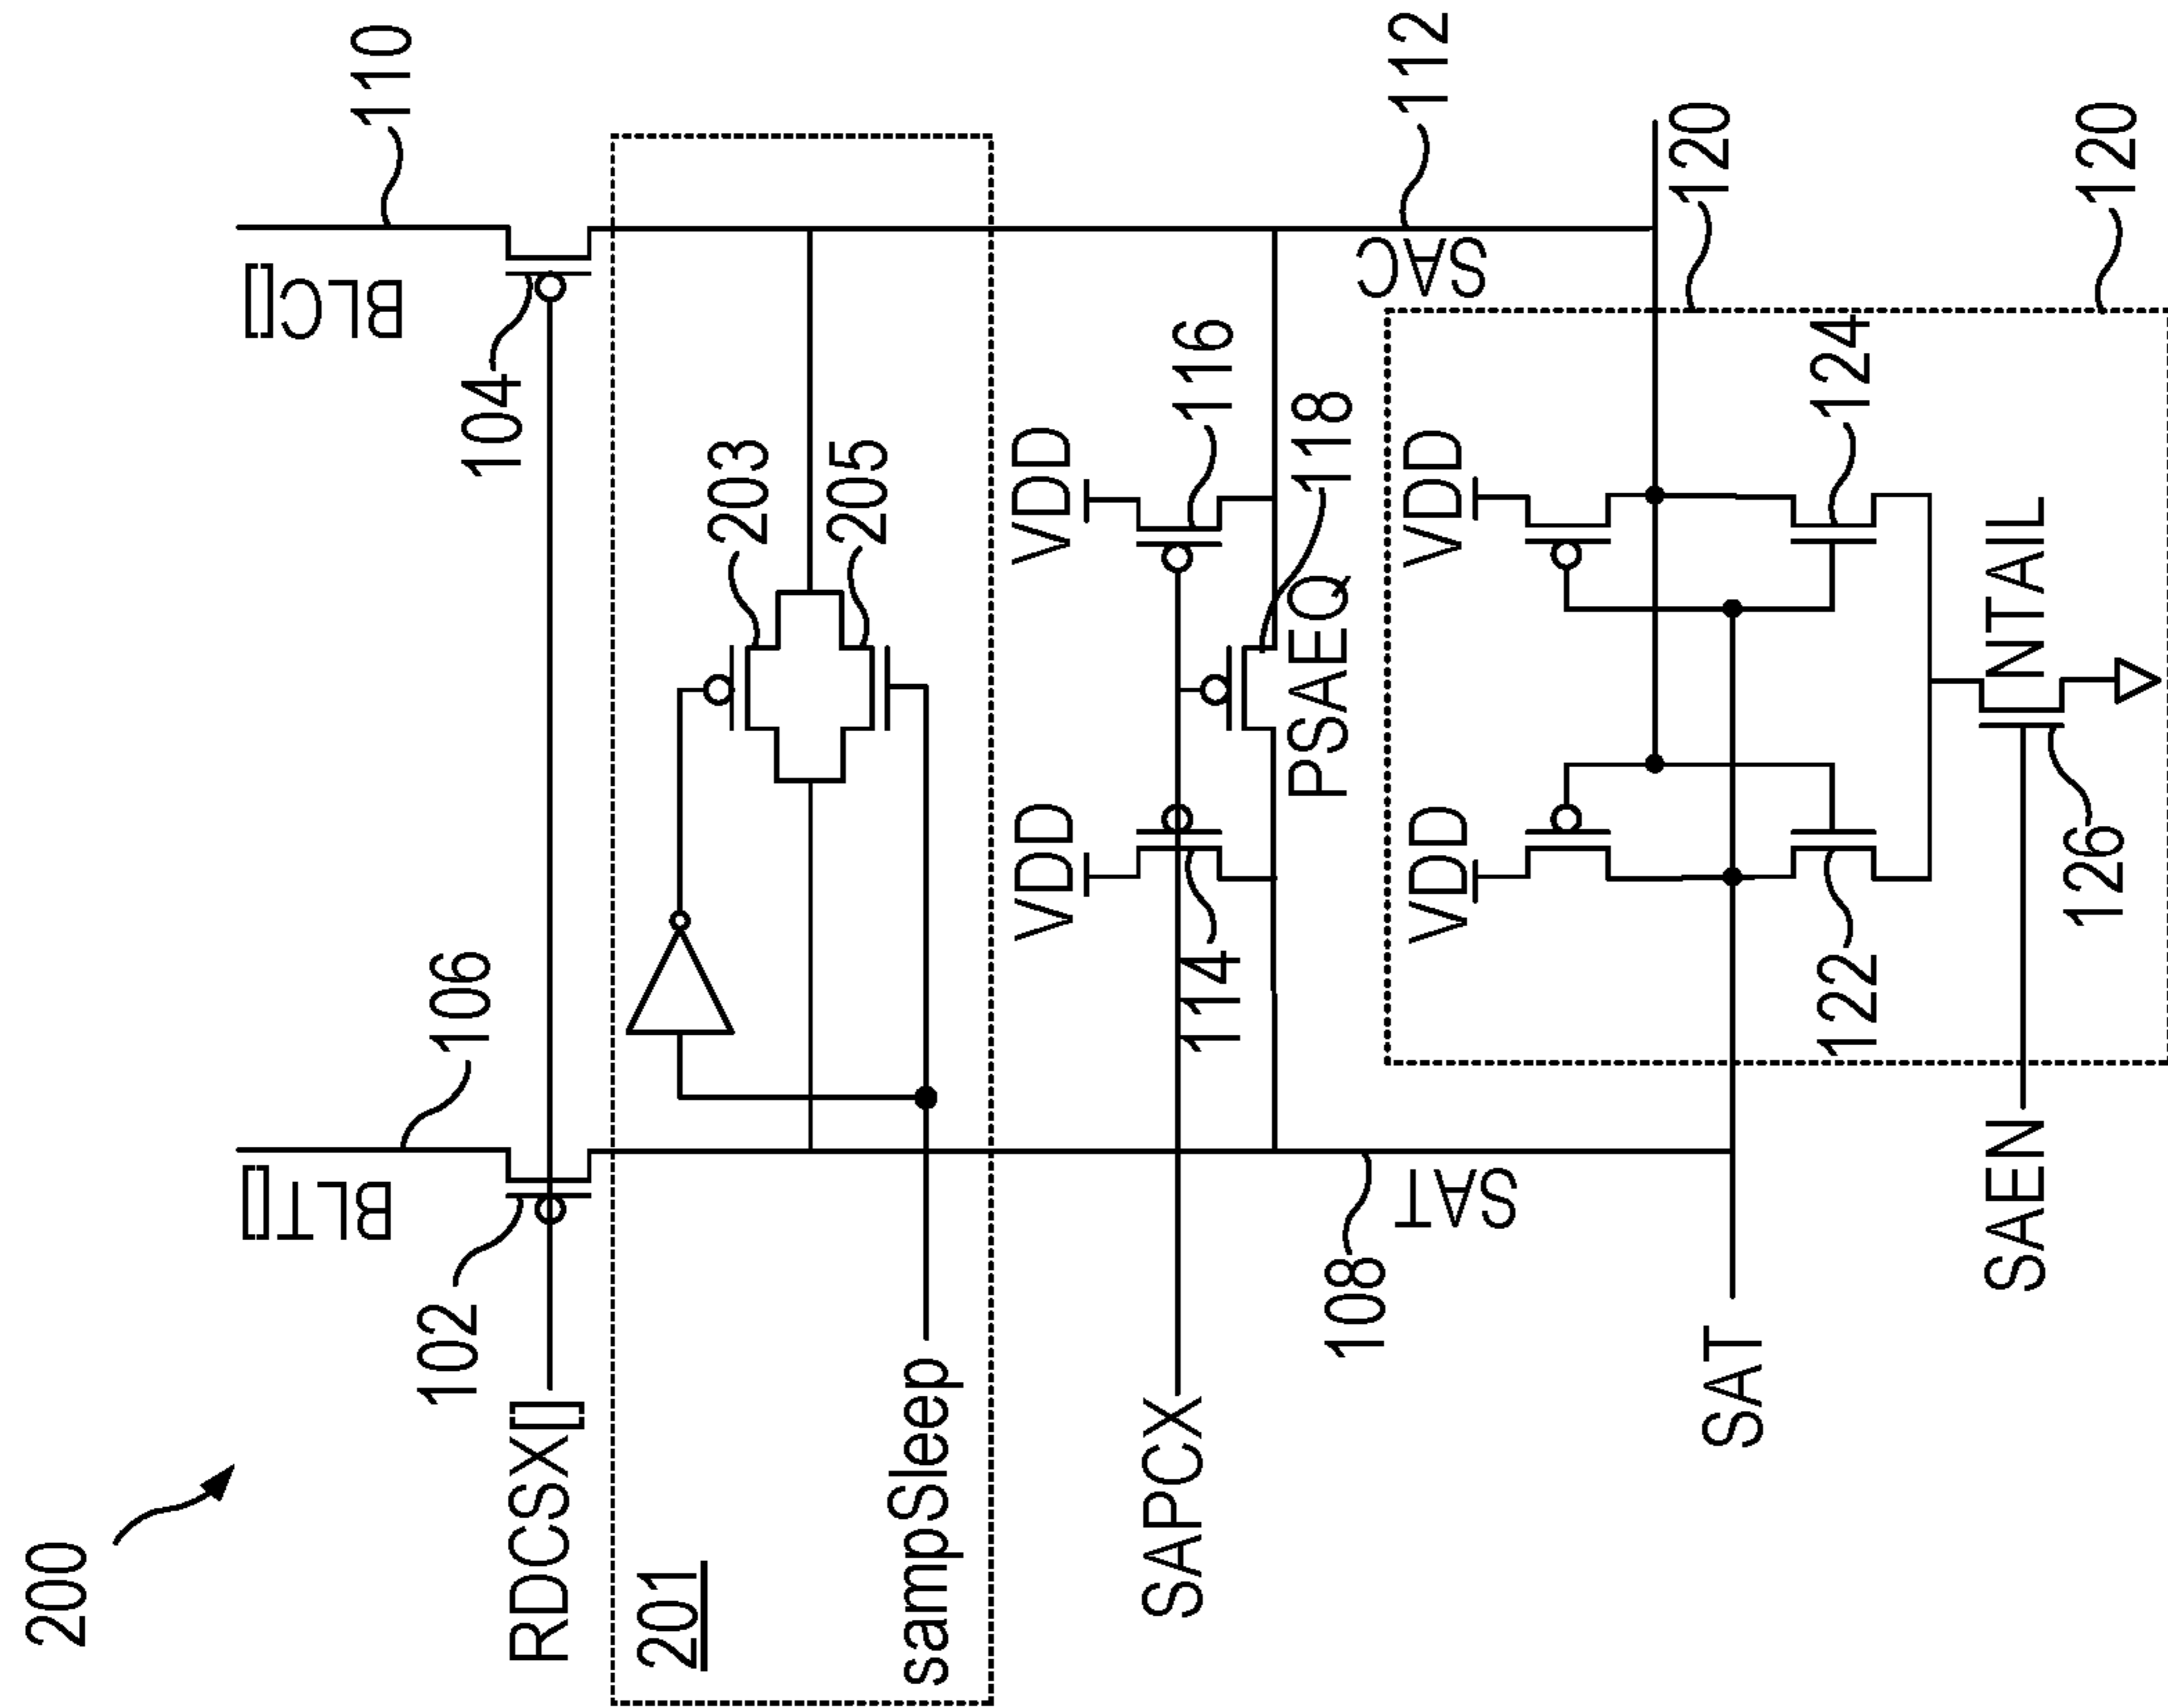 200
110
BLC[]
106
BLT[]
104
102
RDCSX[]
201
203
205
sampSleep
VDD
116
VDD
114
118
PSAEQ
SAPCX
112
SAC
108
SAT
120
120
VDD
124
VDD
122
NTAIL
126
SAT
SAEN